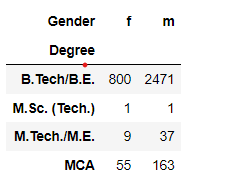 Gender f m
Degree
B.Tech/B.E. 800 2471
M.Sc. (Tech.) 1 1
M.Tech./M.E. 9 37
MCA 55 163